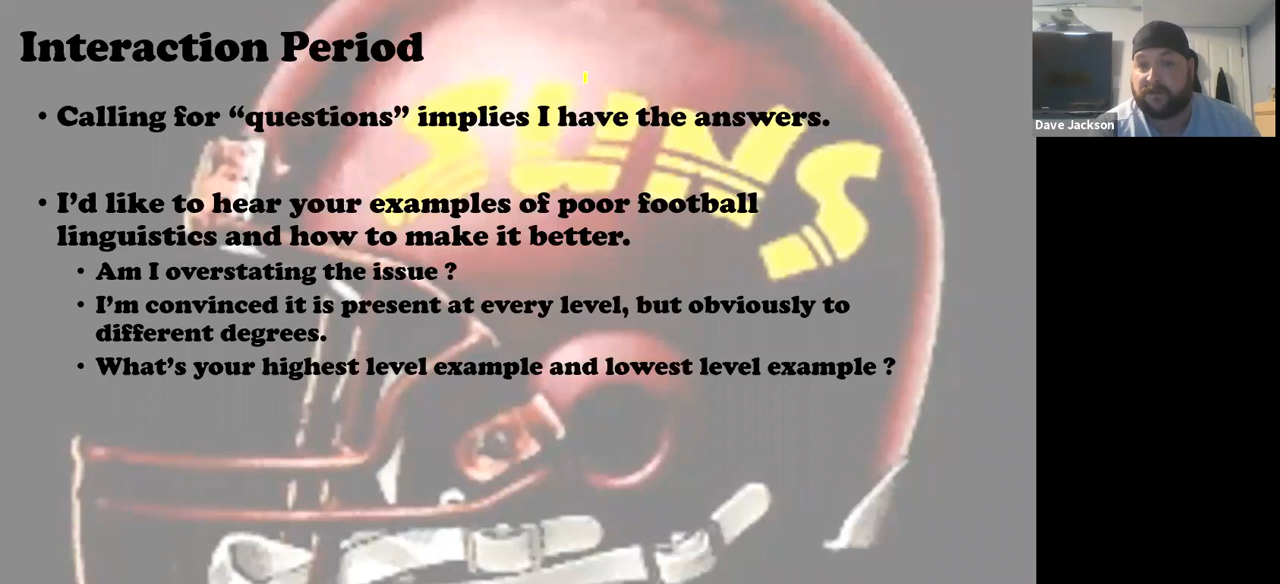 Interaction Period
• Calling for “questions” implies I have the answers.
• I’d like to hear your examples of poor football
linguistics and how to make it better.
• Am I overstating the issue ?
• I’m convinced it is present at every level, but obviously to
different degrees.
• What’s your highest level example and lowest level example ?
SUNS
Dave Jackson